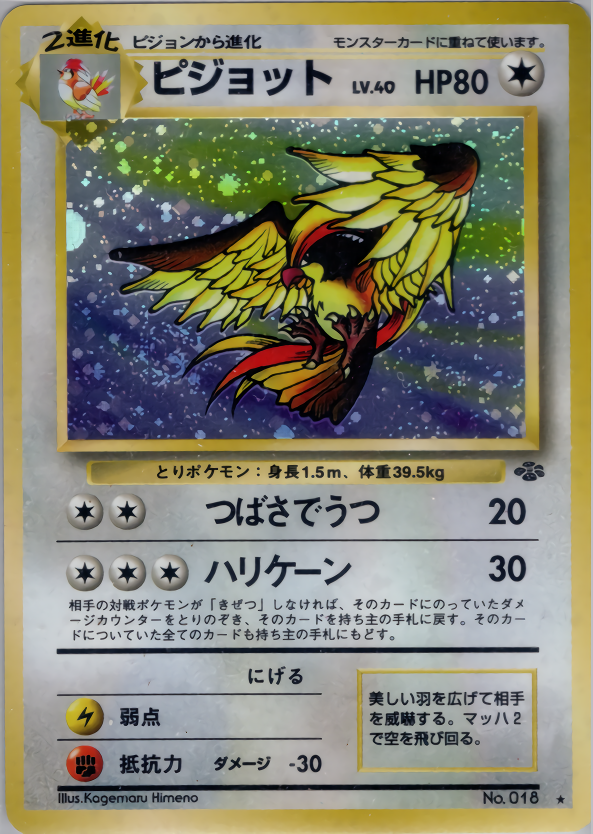 2進化 ピジョンから進化 モンスターカードに重ねて使います。
ピジョット LV.40 HP80
とりポケモン：身長1.5m、体重39.5kg
つばさでうつ 20
ハリケーン 30
相手の対戦ポケモンが「きぜつ」しなければ、そのカードにのっていたダメ
ージカウンターをとりのぞき、そのカードを持ち主の手札に戻す。そのカー
ドについていた全てのカードも持ち主の手札にもどす。
にげる
弱点
抵抗力 ダメージ -30
美しい羽を広げて相手
を威嚇する。マッハ2
で空を飛び回る。
Illus.Kagemaru Himeno No.018 ★